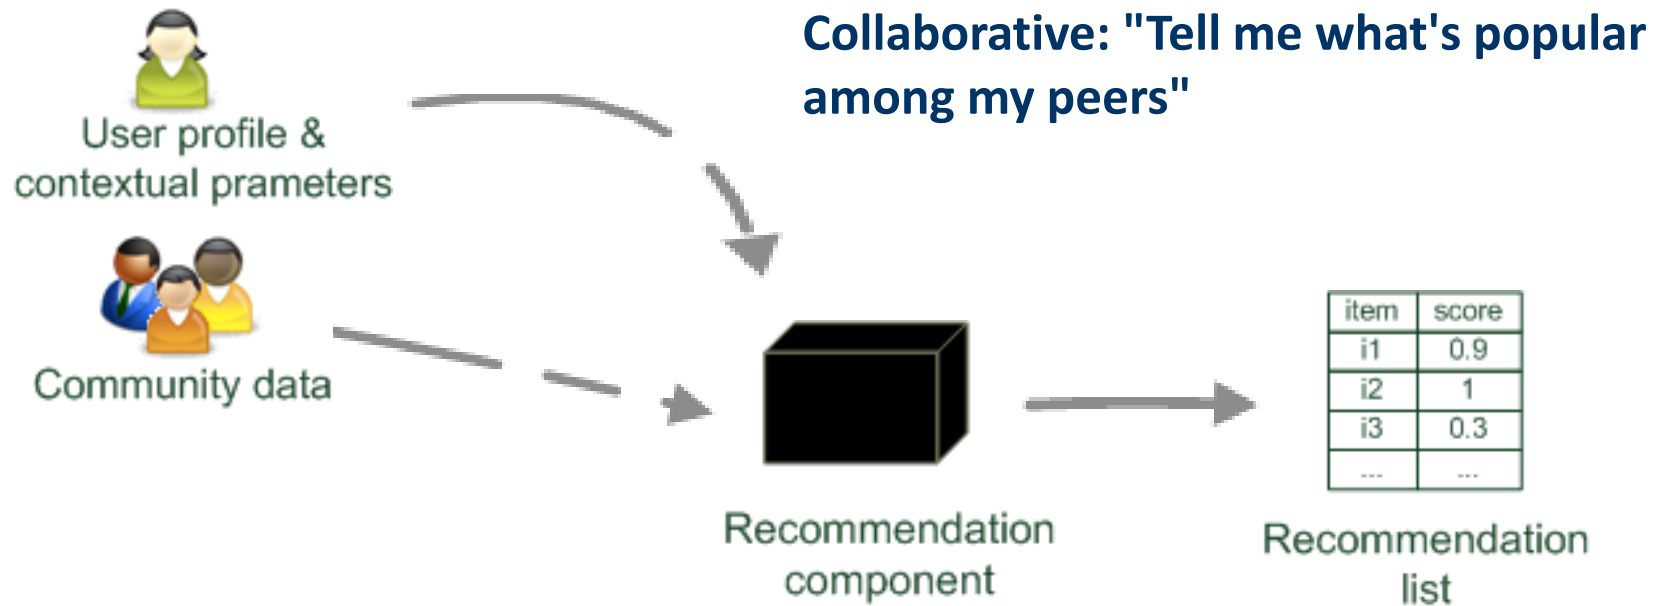 Collaborative: "Tell me what's popular
among my peers"
User profile &
contextual prameters
Community data
Recommendation
component
item score
i1 0.9
i2 1
i3 0.3
... ...
Recommendation
list